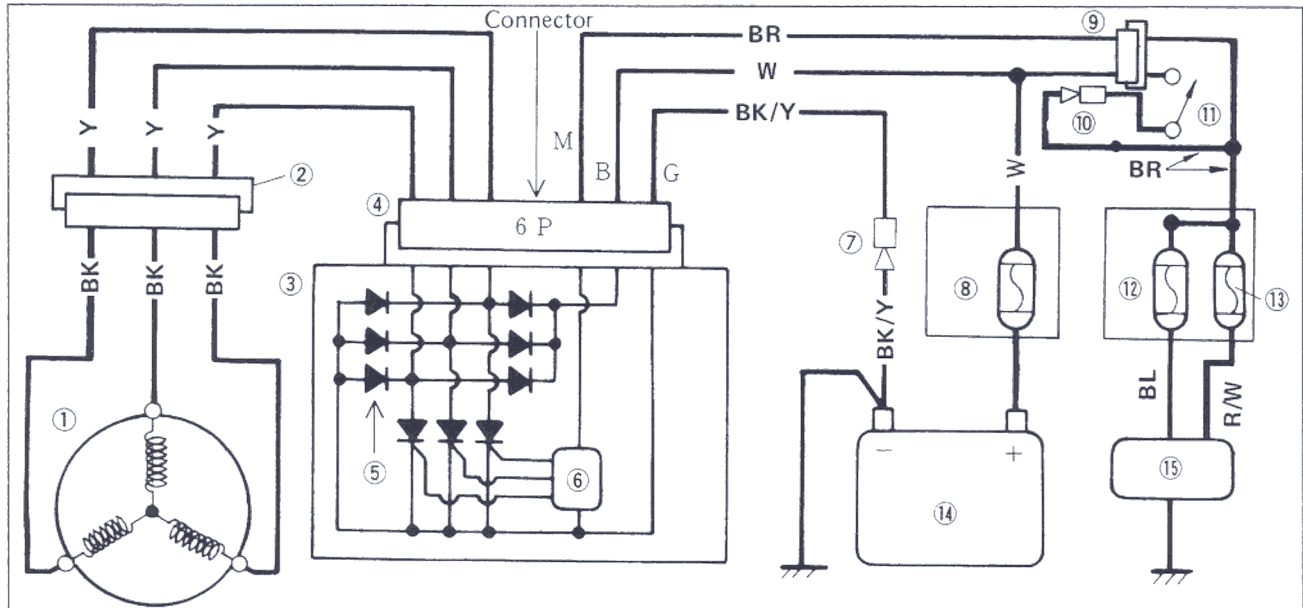 Connector
BR
⑨
W
⑩
⑪
BK/Y
Y
Y
Y
M
B
G
W
BR
②
④
6 P
⑦
BK
BK
BK
③
⑧
⑫
⑬
BK/Y
BL
R/W
①
⑤
⑥
−
+
⑭
⑮